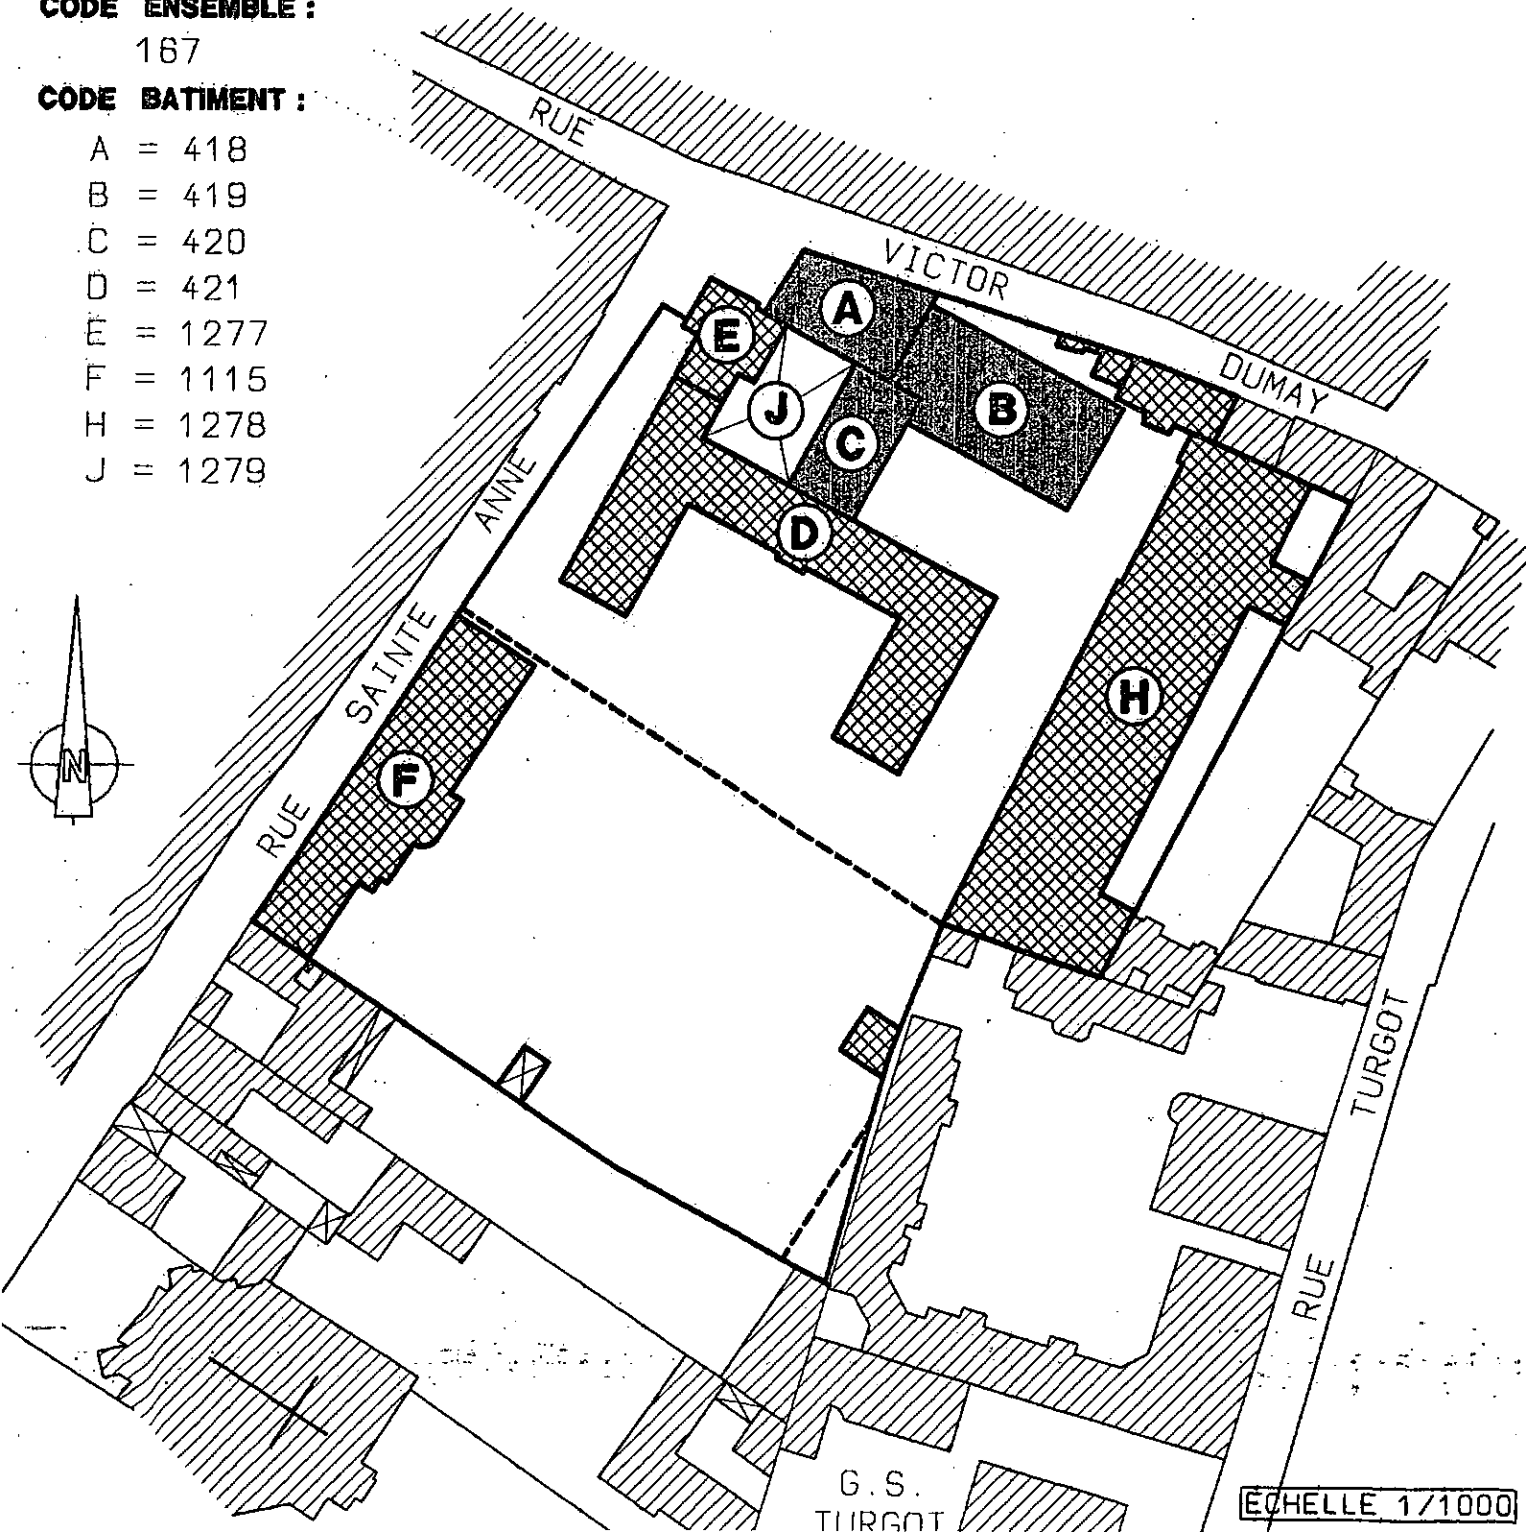 CODE ENSEMBLE :
167
CODE BATIMENT :
A = 418
B = 419
C = 420
D = 421
E = 1277
F = 1115
H = 1278
J = 1279
RUE VICTOR DUMAY
A
E
J
C
B
D
H
F
RUE SAINTE ANNE
N
RUE TURGOT
G.S.
TURGOT
ECHELLE 1/1000